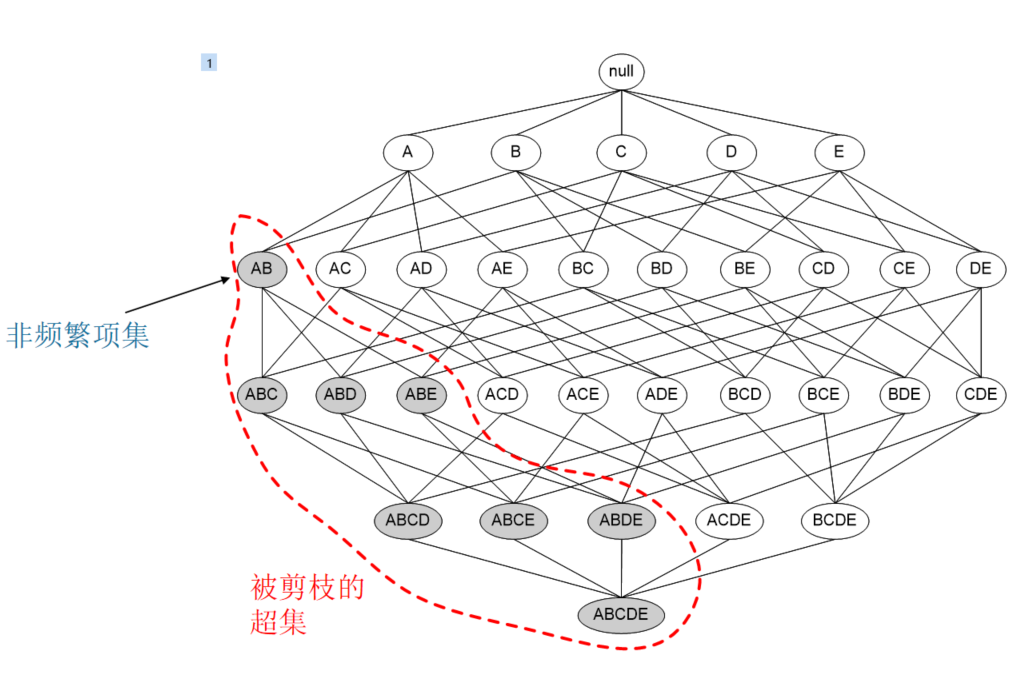 1
null
A B C D E
AB AC AD AE BC BD BE CD CE DE
非频繁项集
ABC ABD ABE ACD ACE ADE BCD BCE BDE CDE
ABCD ABCE ABDE ACDE BCDE
被剪枝的
超集
ABCDE